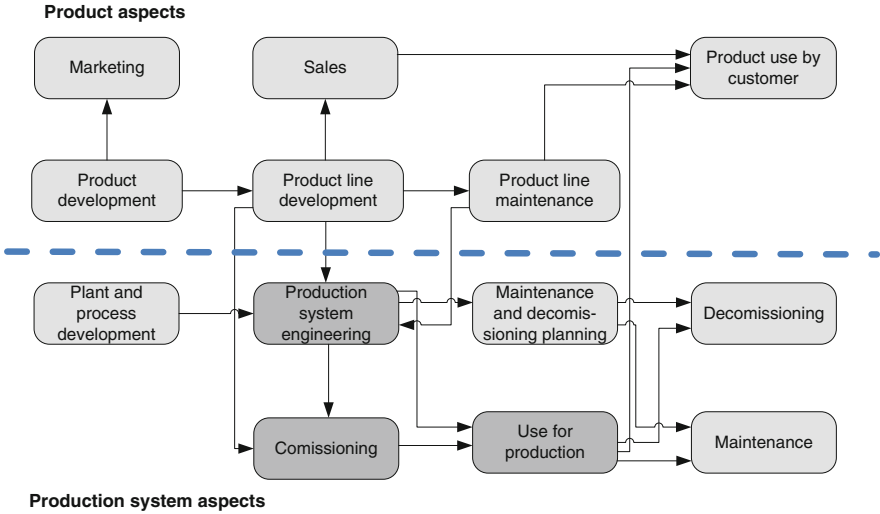 Product aspects
Marketing
Sales
Product use by
customer
Product
development
Product line
development
Product line
maintenance
Plant and
process
development
Production
system
engineering
Maintenance
and decomis-
sioning planning
Decomissioning
Comissioning
Use for
production
Maintenance
Production system aspects